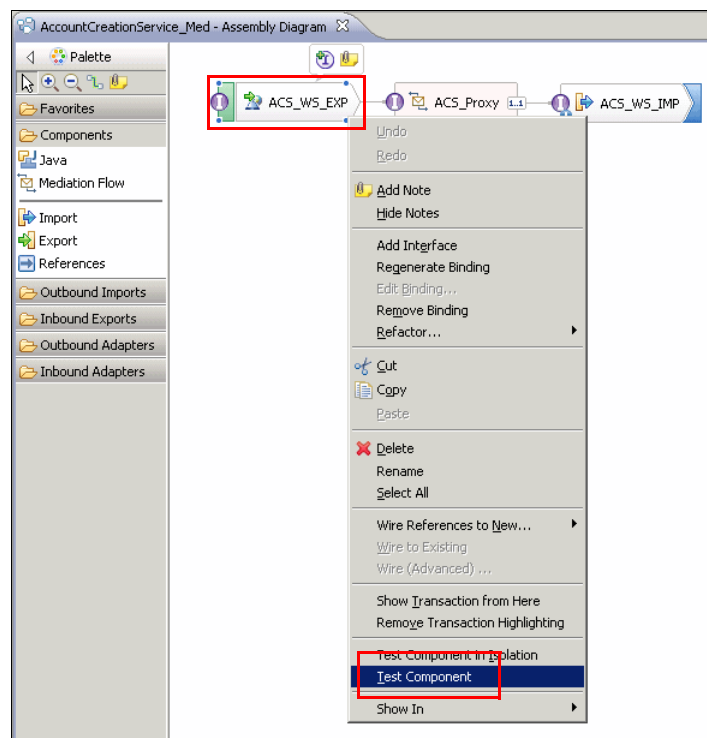 AccountCreationService_Med - Assembly Diagram
Palette
Favorites
Components
Java
Mediation Flow
Import
Export
References
Outbound Imports
Inbound Exports
Outbound Adapters
Inbound Adapters
ACS_WS_EXP
ACS_Proxy
1..1
ACS_WS_IMP
Undo
Redo
Add Note
Hide Notes
Add Interface
Regenerate Binding
Edit Binding...
Remove Binding
Refactor...
Cut
Copy
Paste
Delete
Rename
Select All
Wire References to New...
Wire to Existing
Wire (Advanced) ...
Show Transaction from Here
Remove Transaction Highlighting
Test Component in Isolation
Test Component
Show In